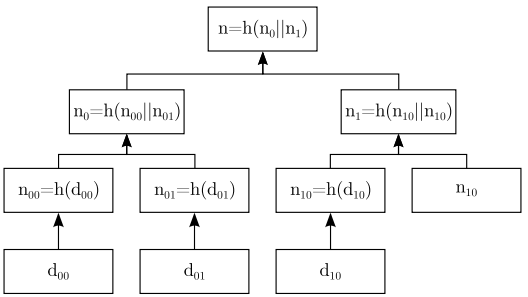 n=h(n₀||n₁)
n₀=h(n₀₀||n₀₁)
n₁=h(n₁₀||n₁₀)
n₀₀=h(d₀₀)
n₀₁=h(d₀₁)
n₁₀=h(d₁₀)
n₁₀
d₀₀
d₀₁
d₁₀